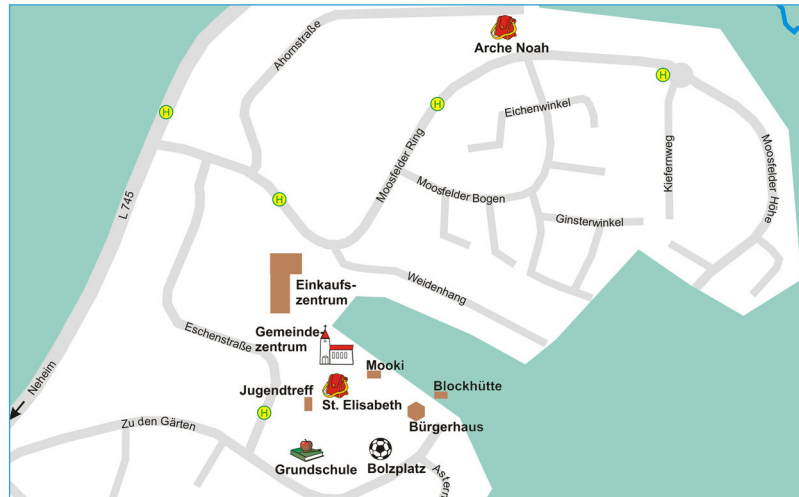 Arche Noah
Ahornstraße
H
H
H
H
H
Eichenwinkel
Moosfelder Ring
Moosfelder Bogen
Kiefernweg
Moosfelder Höhe
Ginsterwinkel
L 745
Weidenhang
Einkaufs-
zentrum
Gemeinde-
zentrum
Eschenstraße
Mooki
Neheim
Jugendtreff
St. Elisabeth
Blockhütte
Bürgerhaus
Zu den Gärten
Grundschule
Bolzplatz
Astern